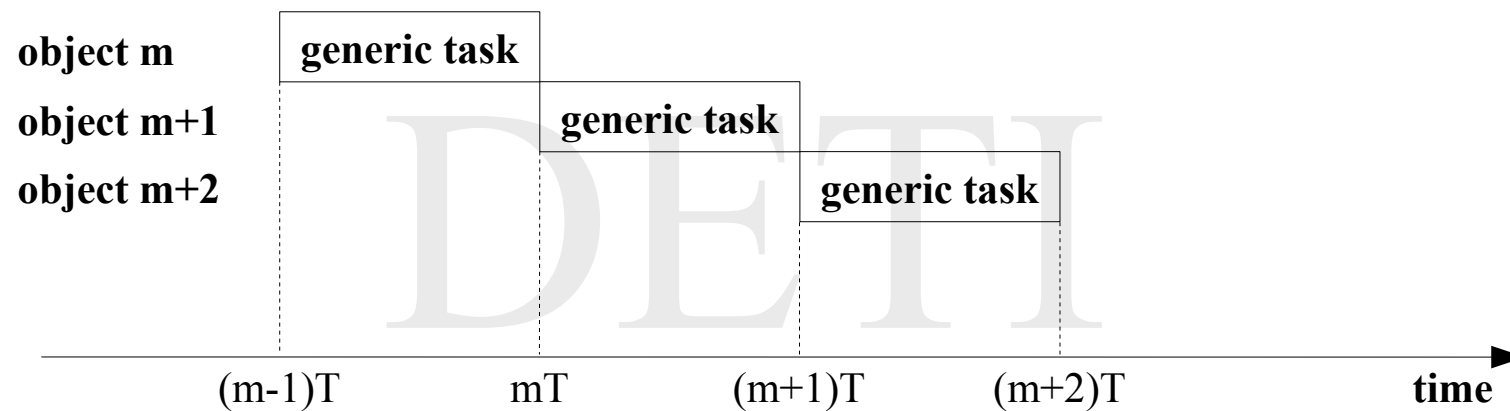 object m generic task
object m+1 generic task
object m+2 generic task
DETI
(m-1)T mT (m+1)T (m+2)T time